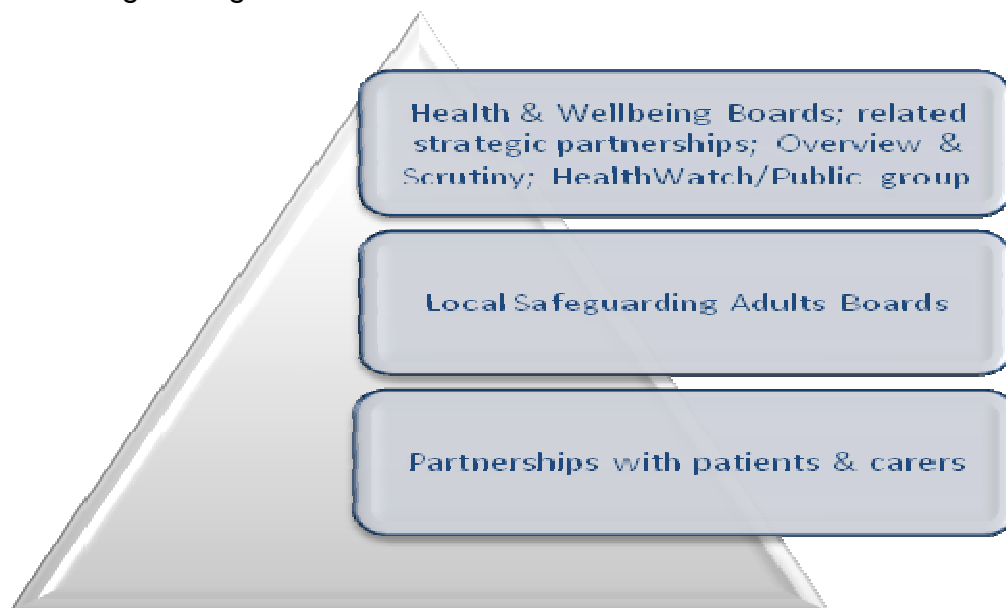 Health & Wellbeing Boards; related
strategic partnerships; Overview &
Scrutiny; HealthWatch/Public group
Local Safeguarding Adults Boards
Partnerships with patients & carers